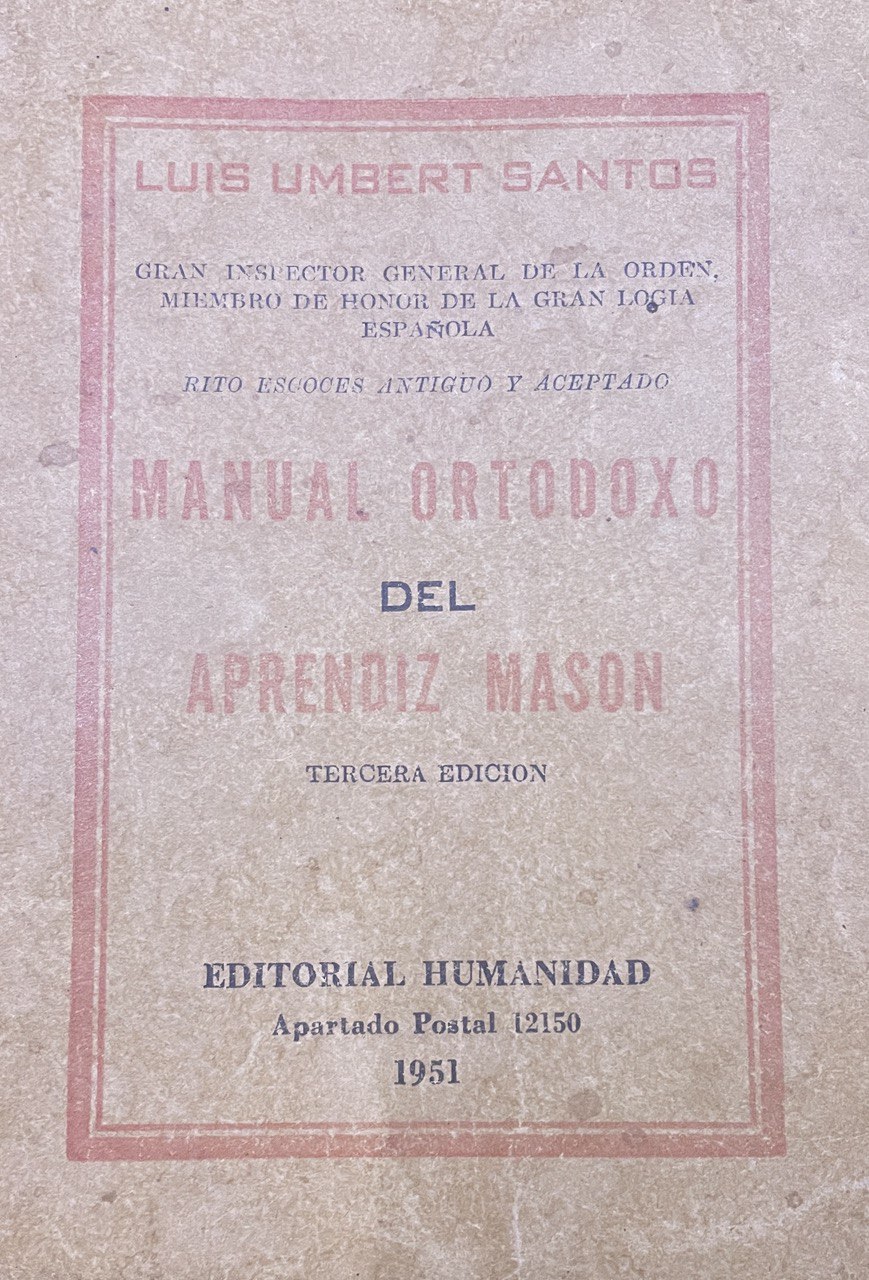 LUIS UMBERT SANTOS
GRAN INSPECTOR GENERAL DE LA ORDEN,
MIEMBRO DE HONOR DE LA GRAN LOGIA
ESPAÑOLA
RITO ESCOCES ANTIGUO Y ACEPTADO
MANUAL ORTODOXO
DEL
APRENDIZ MASON
TERCERA EDICION
EDITORIAL HUMANIDAD
Apartado Postal 12150
1951